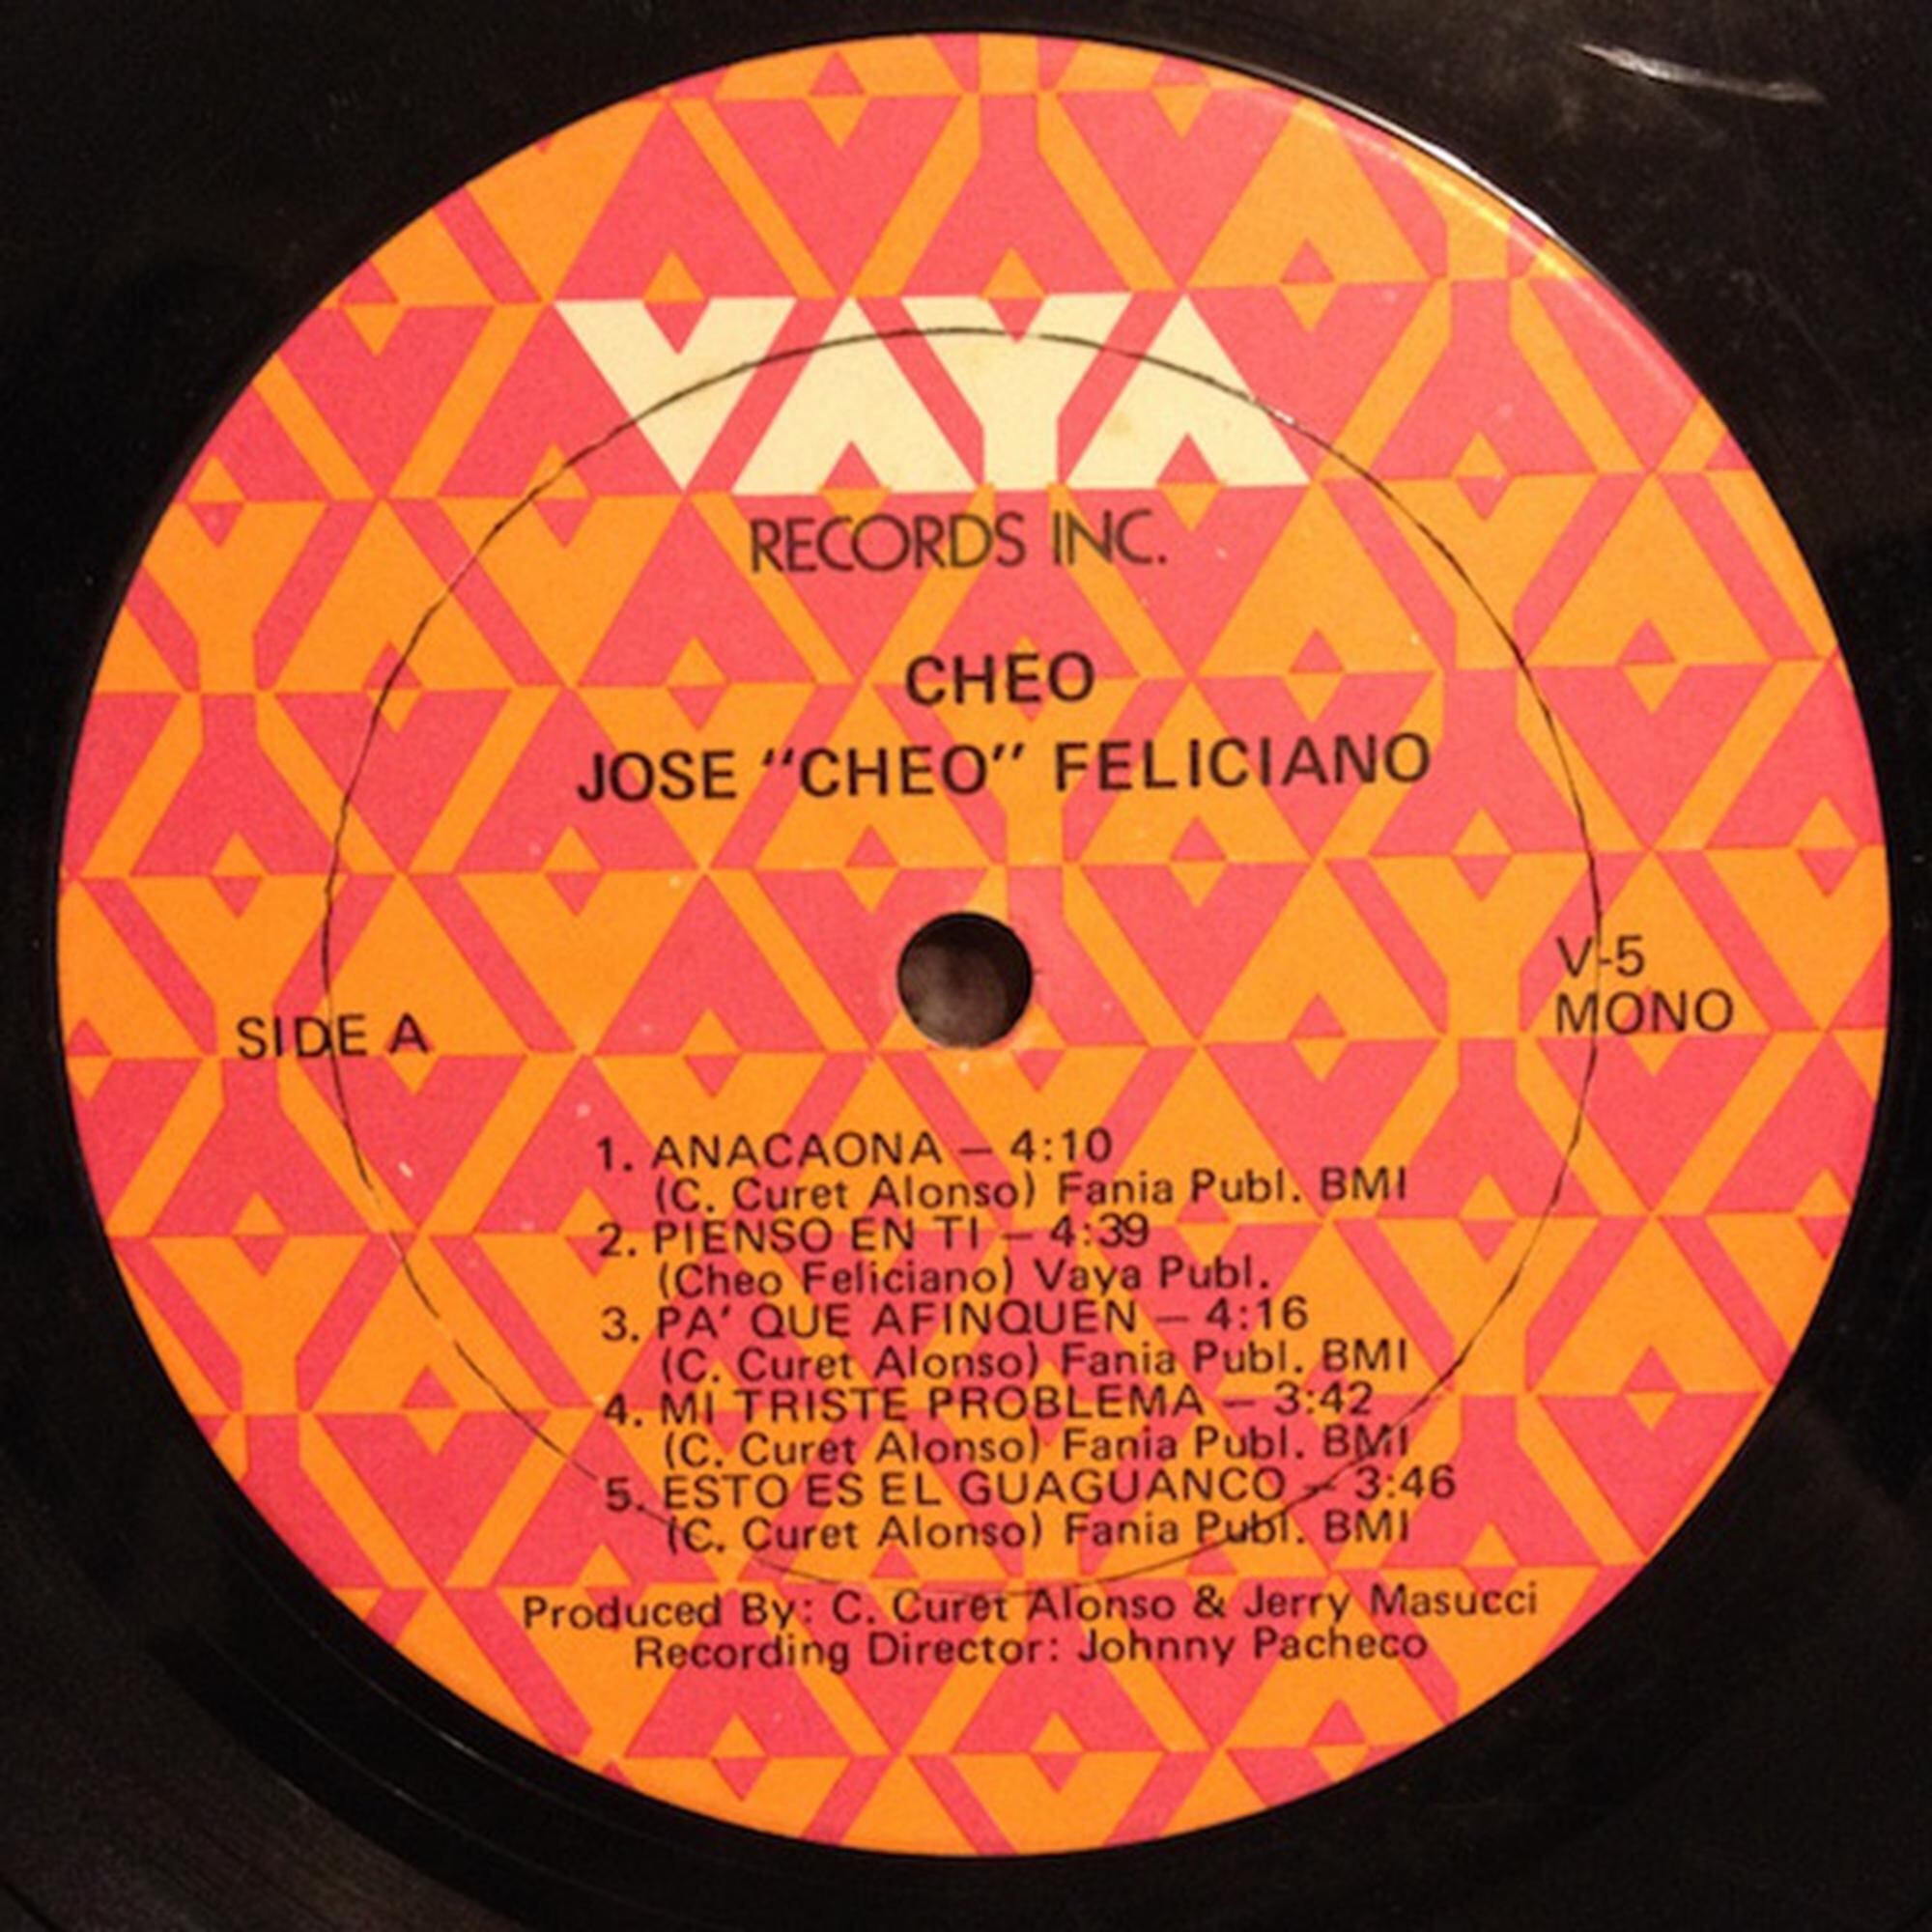 VAYA
RECORDS INC.
CHEO
JOSE "CHEO" FELICIANO
V-5
MONO
SIDE A
1. ANACAONA — 4:10
(C. Curet Alonso) Fania Publ. BMI
2. PIENSO EN TI — 4:39
(Cheo Feliciano) Vaya Publ.
3. PA' QUE AFINQUEN — 4:16
(C. Curet Alonso) Fania Publ. BMI
4. MI TRISTE PROBLEMA — 3:42
(C. Curet Alonso) Fania Publ. BMI
5. ESTO ES EL GUAGUANCO — 3:46
(C. Curet Alonso) Fania Publ. BMI
Produced By: C. Curet Alonso & Jerry Masucci
Recording Director: Johnny Pacheco